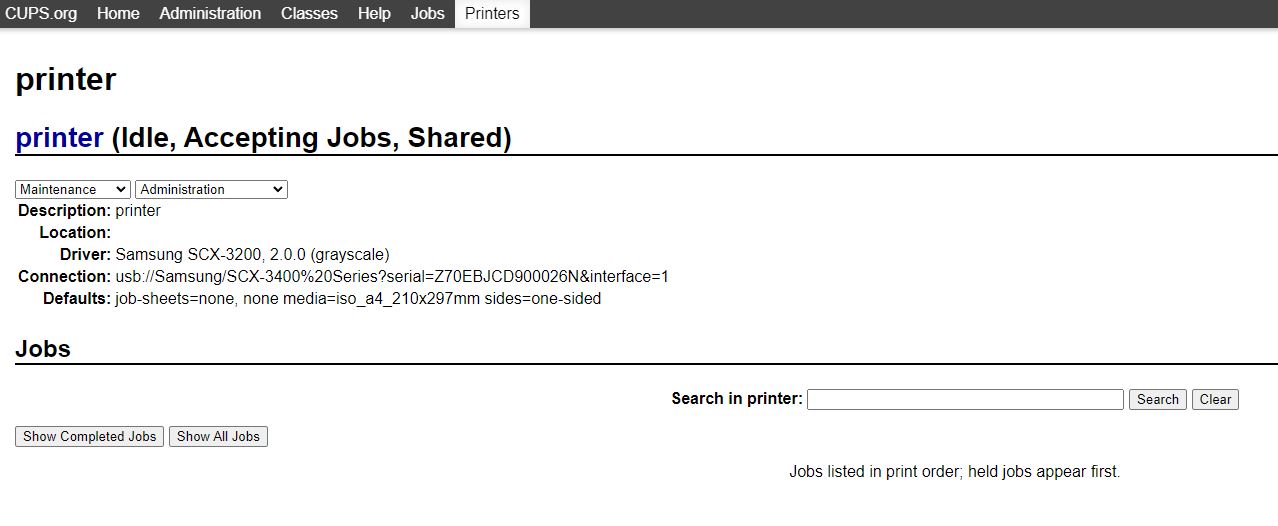 CUPS.org Home Administration Classes Help Jobs Printers
printer
printer (Idle, Accepting Jobs, Shared)
Maintenance Administration
Description: printer
Location:
Driver: Samsung SCX-3200, 2.0.0 (grayscale)
Connection: usb://Samsung/SCX-3400%20Series?serial=Z70EBJCD900026N&interface=1
Defaults: job-sheets=none, none media=iso_a4_210x297mm sides=one-sided
Jobs
Search in printer: Search Clear
Show Completed Jobs Show All Jobs
Jobs listed in print order; held jobs appear first.